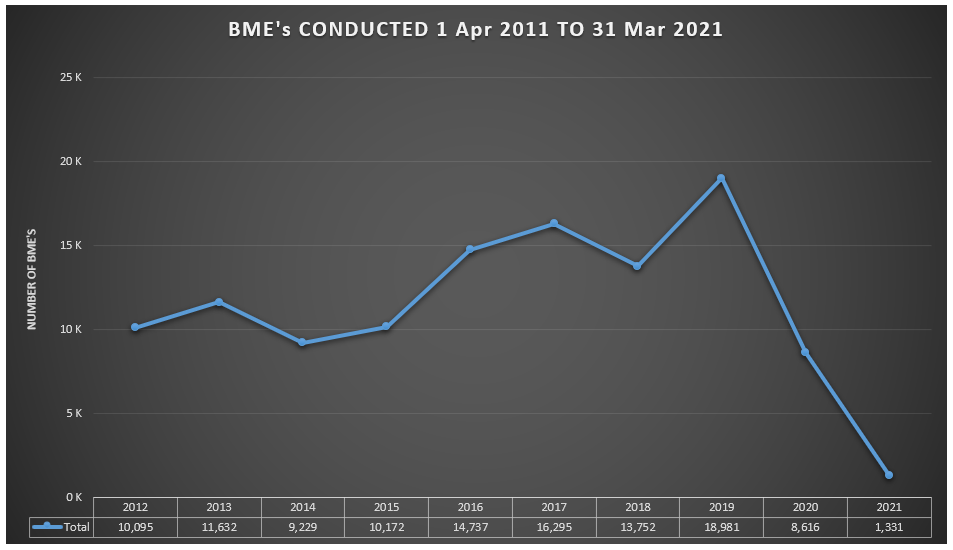 BME's CONDUCTED 1 Apr 2011 TO 31 Mar 2021
25 K
20 K
15 K
10 K
5 K
0 K
NUMBER OF BME'S
2012 2013 2014 2015 2016 2017 2018 2019 2020 2021
Total 10,095 11,632 9,229 10,172 14,737 16,295 13,752 18,981 8,616 1,331